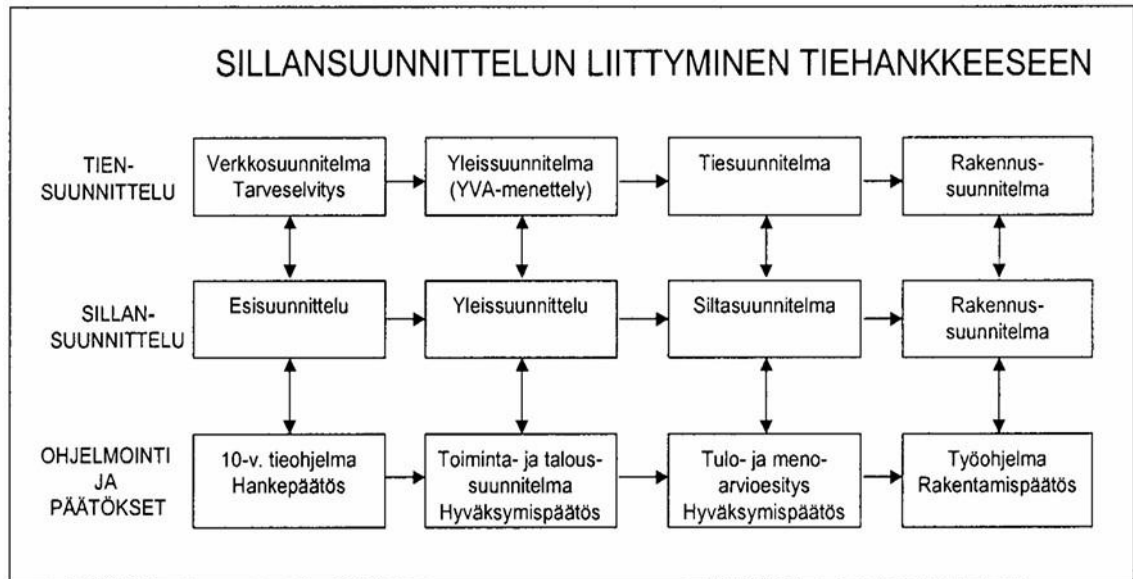 SILLANSUUNNITTELUN LIITTYMINEN TIEHANKKEESEEN
TIEN-
SUUNNITTELU
Verkkosuunnitelma
Tarveselvitys
Yleissuunnitelma
(YVA-menettely)
Tiesuunnitelma
Rakennus-
suunnitelma
SILLAN-
SUUNNITTELU
Esisuunnittelu
Yleissuunnittelu
Siltasuunnitelma
Rakennus-
suunnitelma
OHJELMOINTI
JA
PÄÄTÖKSET
10-v. tieohjelma
Hankepäätös
Toiminta- ja talous-
suunnitelma
Hyväksymispäätös
Tulo- ja meno-
arvioesitys
Hyväksymispäätös
Työohjelma
Rakentamispäätös